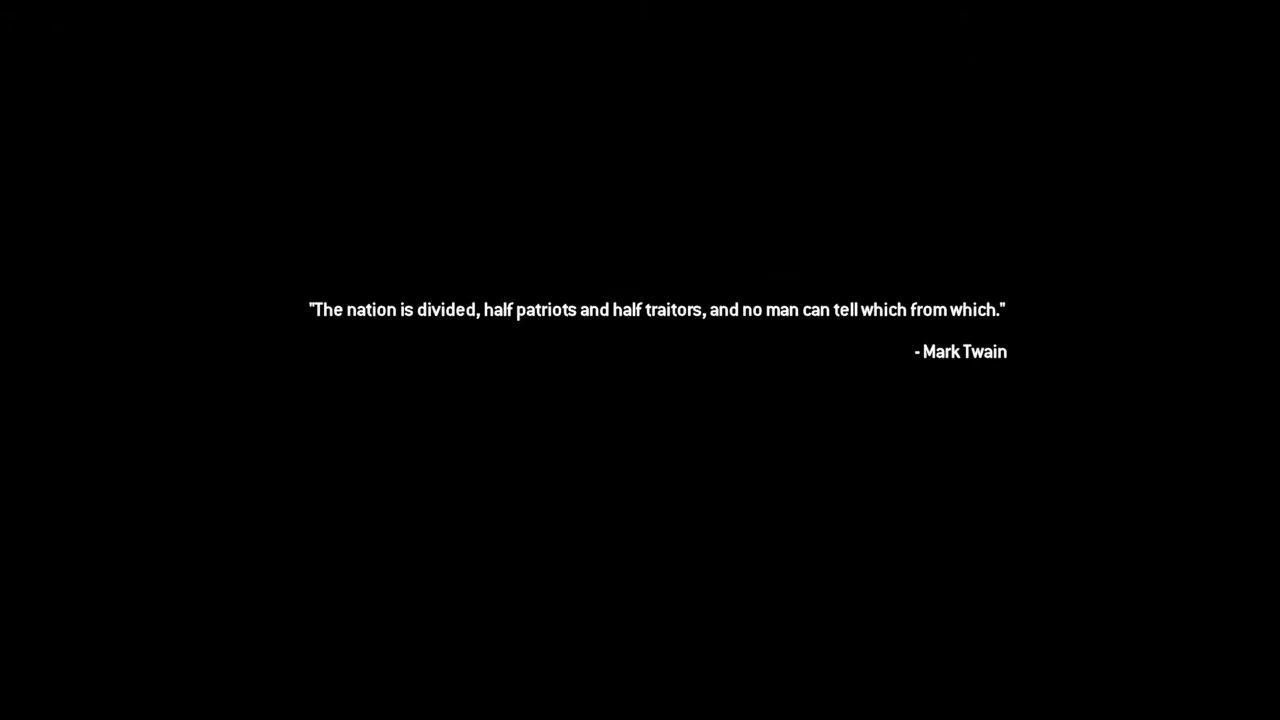 "The nation is divided, half patriots and half traitors, and no man can tell which from which."
- Mark Twain